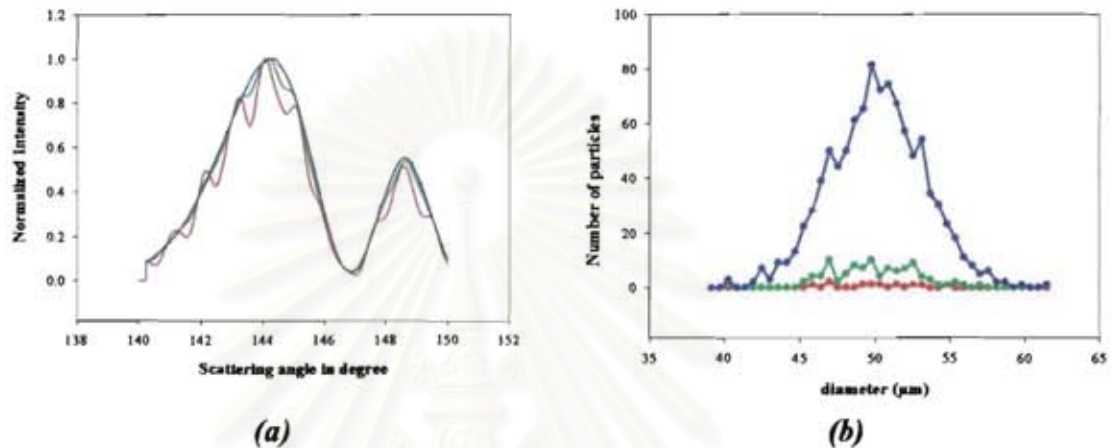 Normalized Intensity
1.2
1.0
0.8
0.6
0.4
0.2
0.0
138 140 142 144 146 148 150 152
Scattering angle in degree
(a)
Number of particles
100
80
60
40
20
0
35 40 45 50 55 60 65
diameter (µm)
(b)